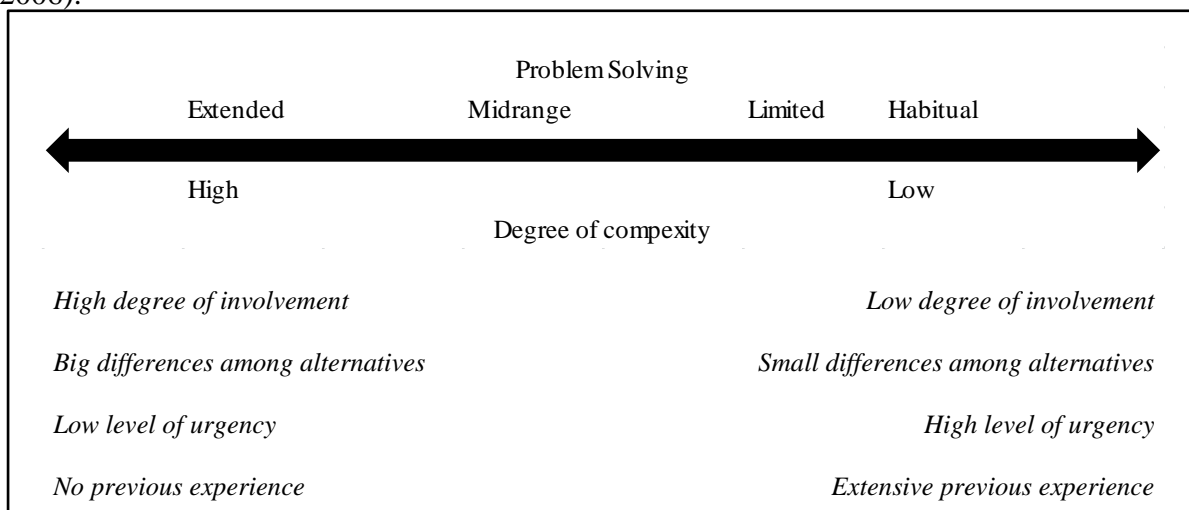 2006).
Problem Solving
Extended Midrange Limited Habitual
High Low
Degree of compexity
High degree of involvement Low degree of involvement
Big differences among alternatives Small differences among alternatives
Low level of urgency High level of urgency
No previous experience Extensive previous experience